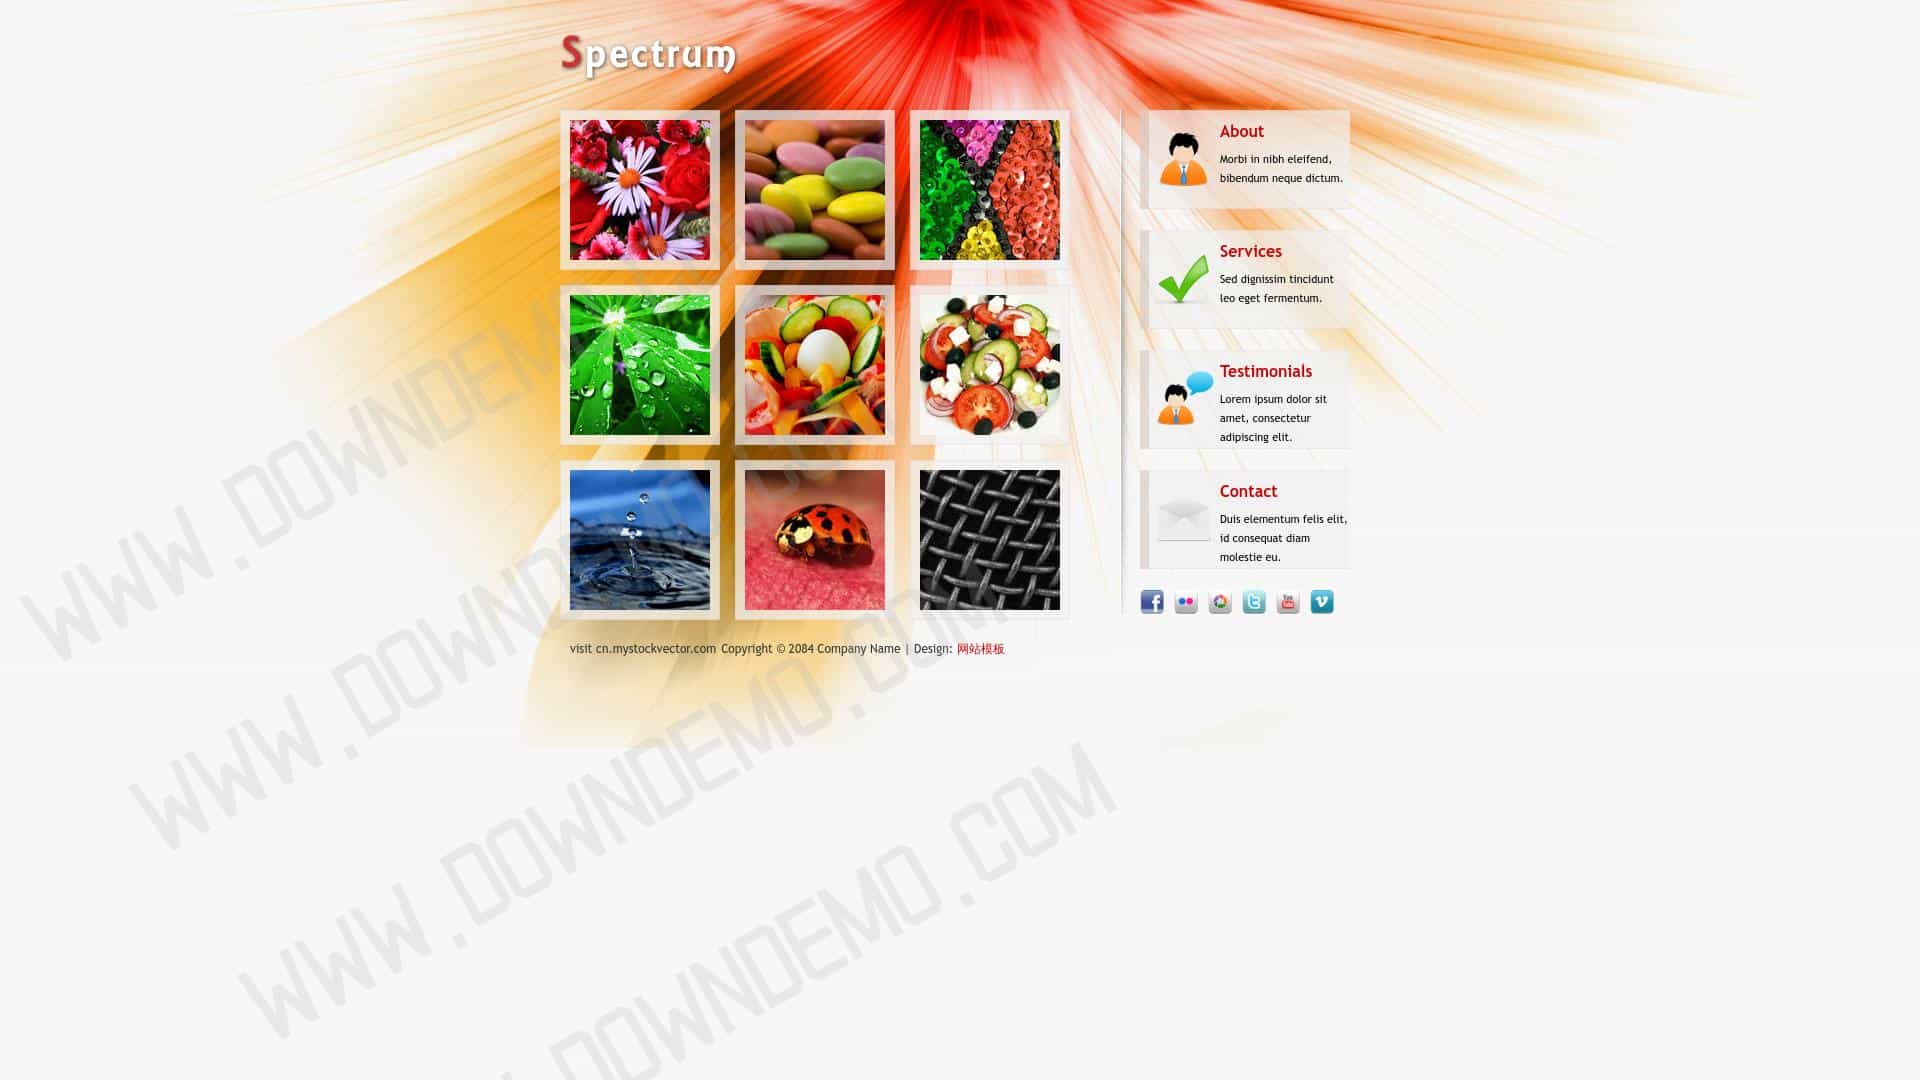 Spectrum
About
Morbi in nibh eleifend,
bibendum neque dictum.
Services
Sed dignissim tincidunt
leo eget fermentum.
Testimonials
Lorem ipsum dolor sit
amet, consectetur
adipiscing elit.
Contact
Duis elementum felis elit,
id consequat diam
molestie eu.
visit cn.mystockvector.com Copyright © 2084 Company Name | Design: 网站模板
WWW.DOWNDEMO.COM
WWW.DOWNDEMO.COM
WWW.DOWNDEMO.COM
DOWNDEMO.COM